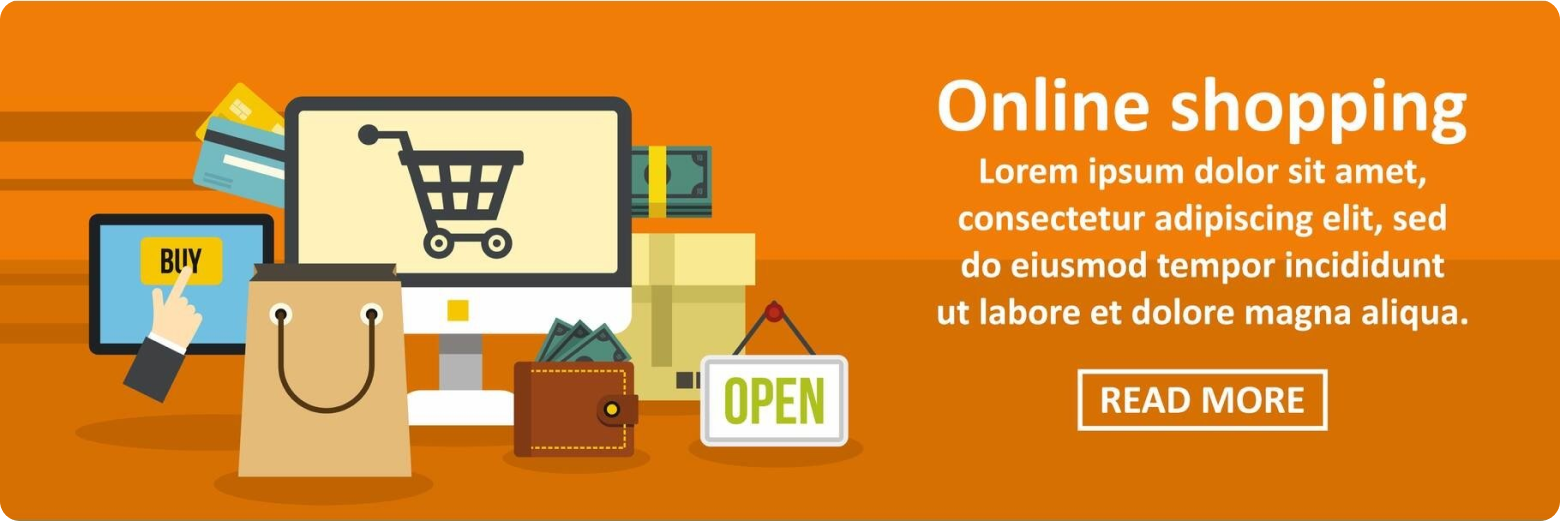 BUY
OPEN
Online shopping
Lorem ipsum dolor sit amet,
consectetur adipiscing elit, sed
do eiusmod tempor incididunt
ut labore et dolore magna aliqua.
READ MORE